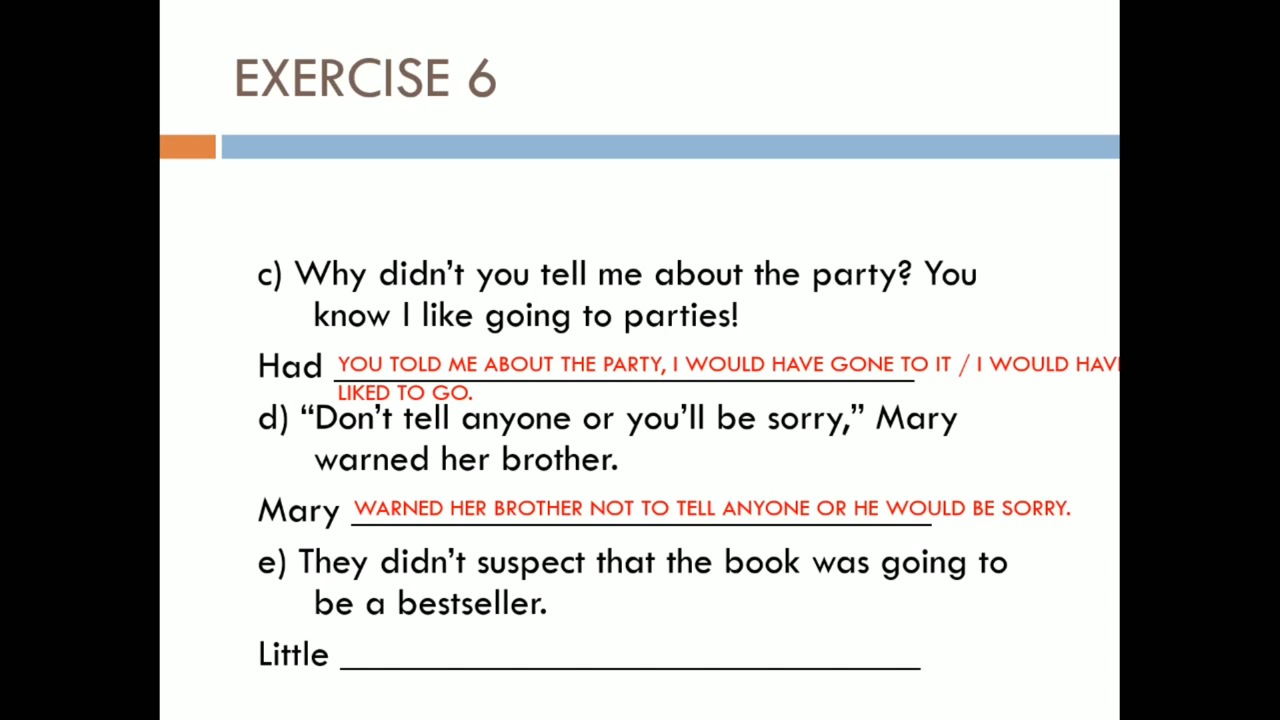 EXERCISE 6
c) Why didn't you tell me about the party? You
know I like going to parties!
Had YOU TOLD ME ABOUT THE PARTY, I WOULD HAVE GONE TO IT / I WOULD HAV
LIKED TO GO.
d) “Don't tell anyone or you'll be sorry,” Mary
warned her brother.
Mary WARNED HER BROTHER NOT TO TELL ANYONE OR HE WOULD BE SORRY.
e) They didn't suspect that the book was going to
be a bestseller.
Little ____________________